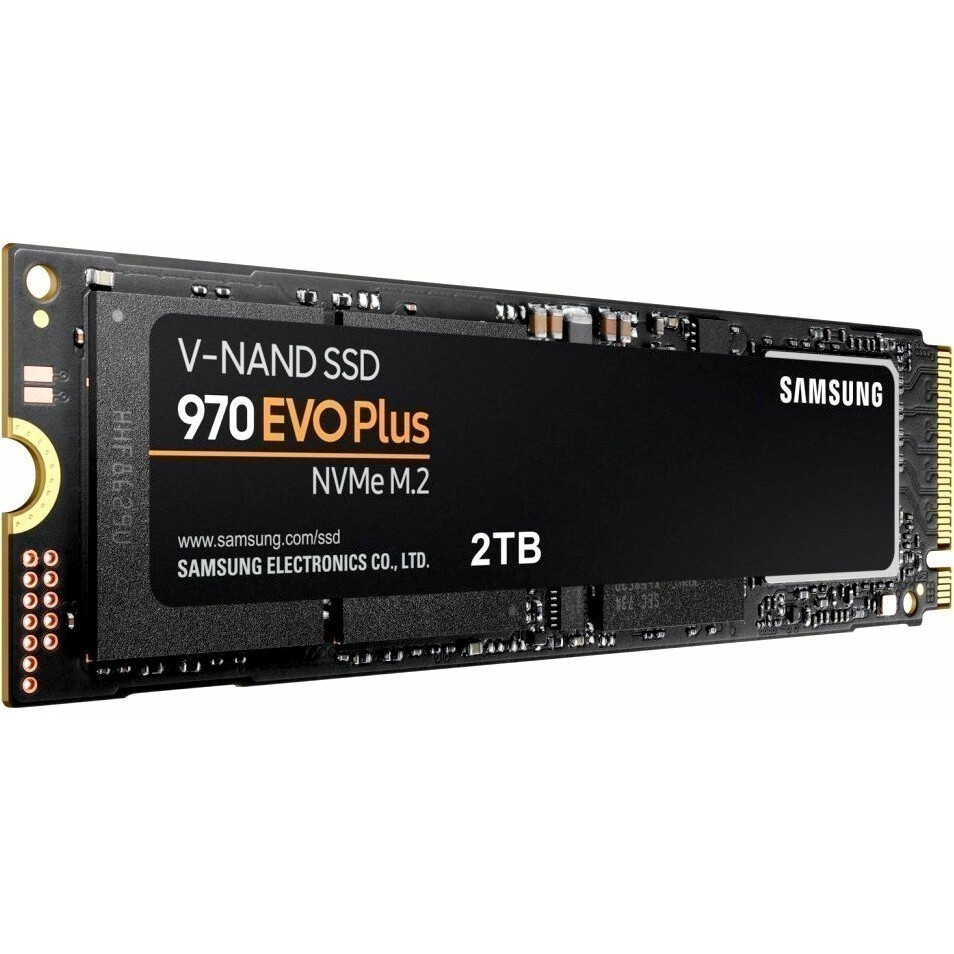 V-NAND SSD
970 EVO Plus
NVMe M.2
www.samsung.com/ssd
SAMSUNG ELECTRONICS CO., LTD.
2TB
SAMSUNG